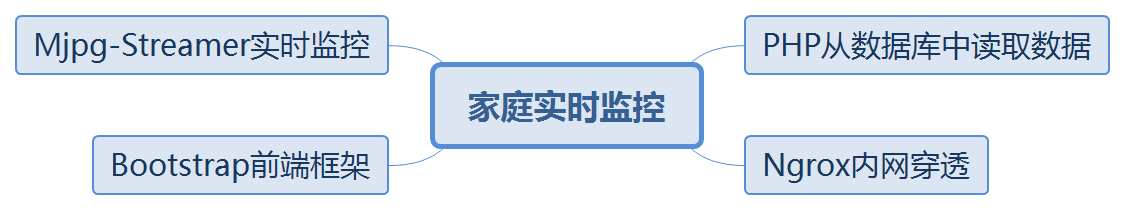 Mjpg-Streamer实时监控
PHP从数据库中读取数据
家庭实时监控
Bootstrap前端框架
Ngrox内网穿透